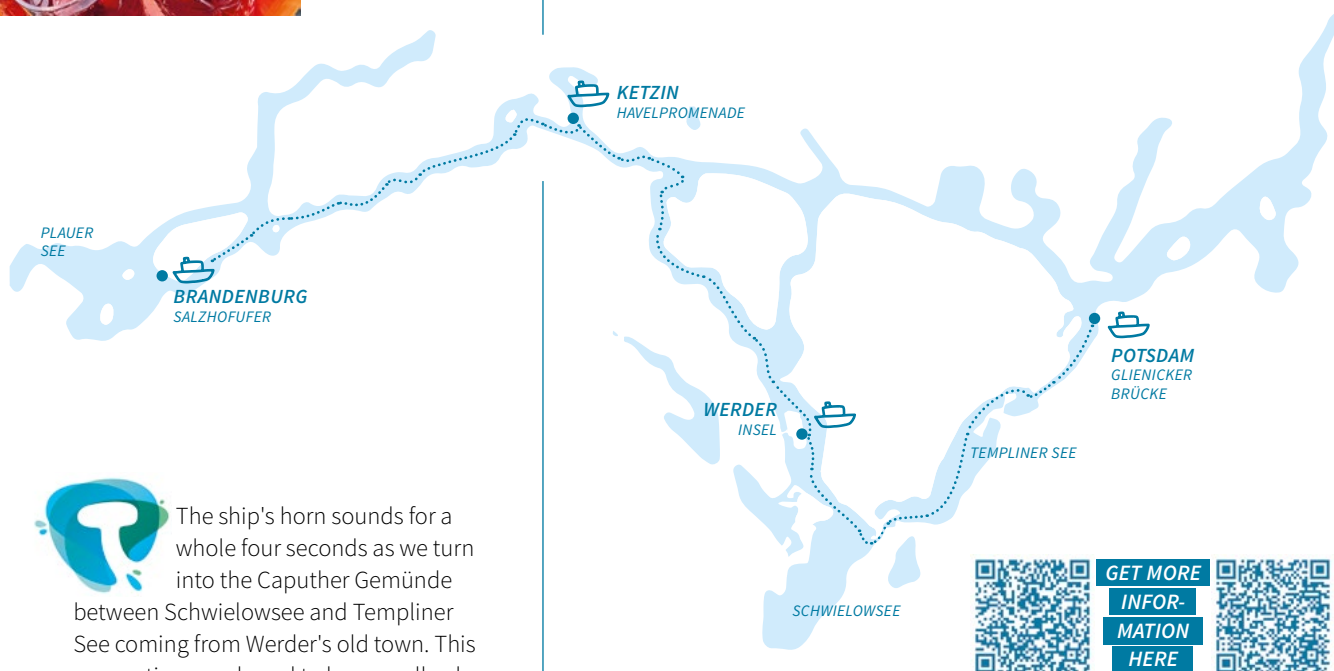 KETZIN
HAVELPROMENADE
PLAUER
SEE
BRANDENBURG
SALZHOFUFER
POTSDAM
GLIENICKER
BRÜCKE
WERDER
INSEL
TEMPLINER SEE
SCHWIELOWSEE
T
The ship's horn sounds for a
whole four seconds as we turn
into the Caputher Gemünde
between Schwielowsee and Templiner
See coming from Werder's old town. This
GET MORE
INFOR-
MATION
HERE